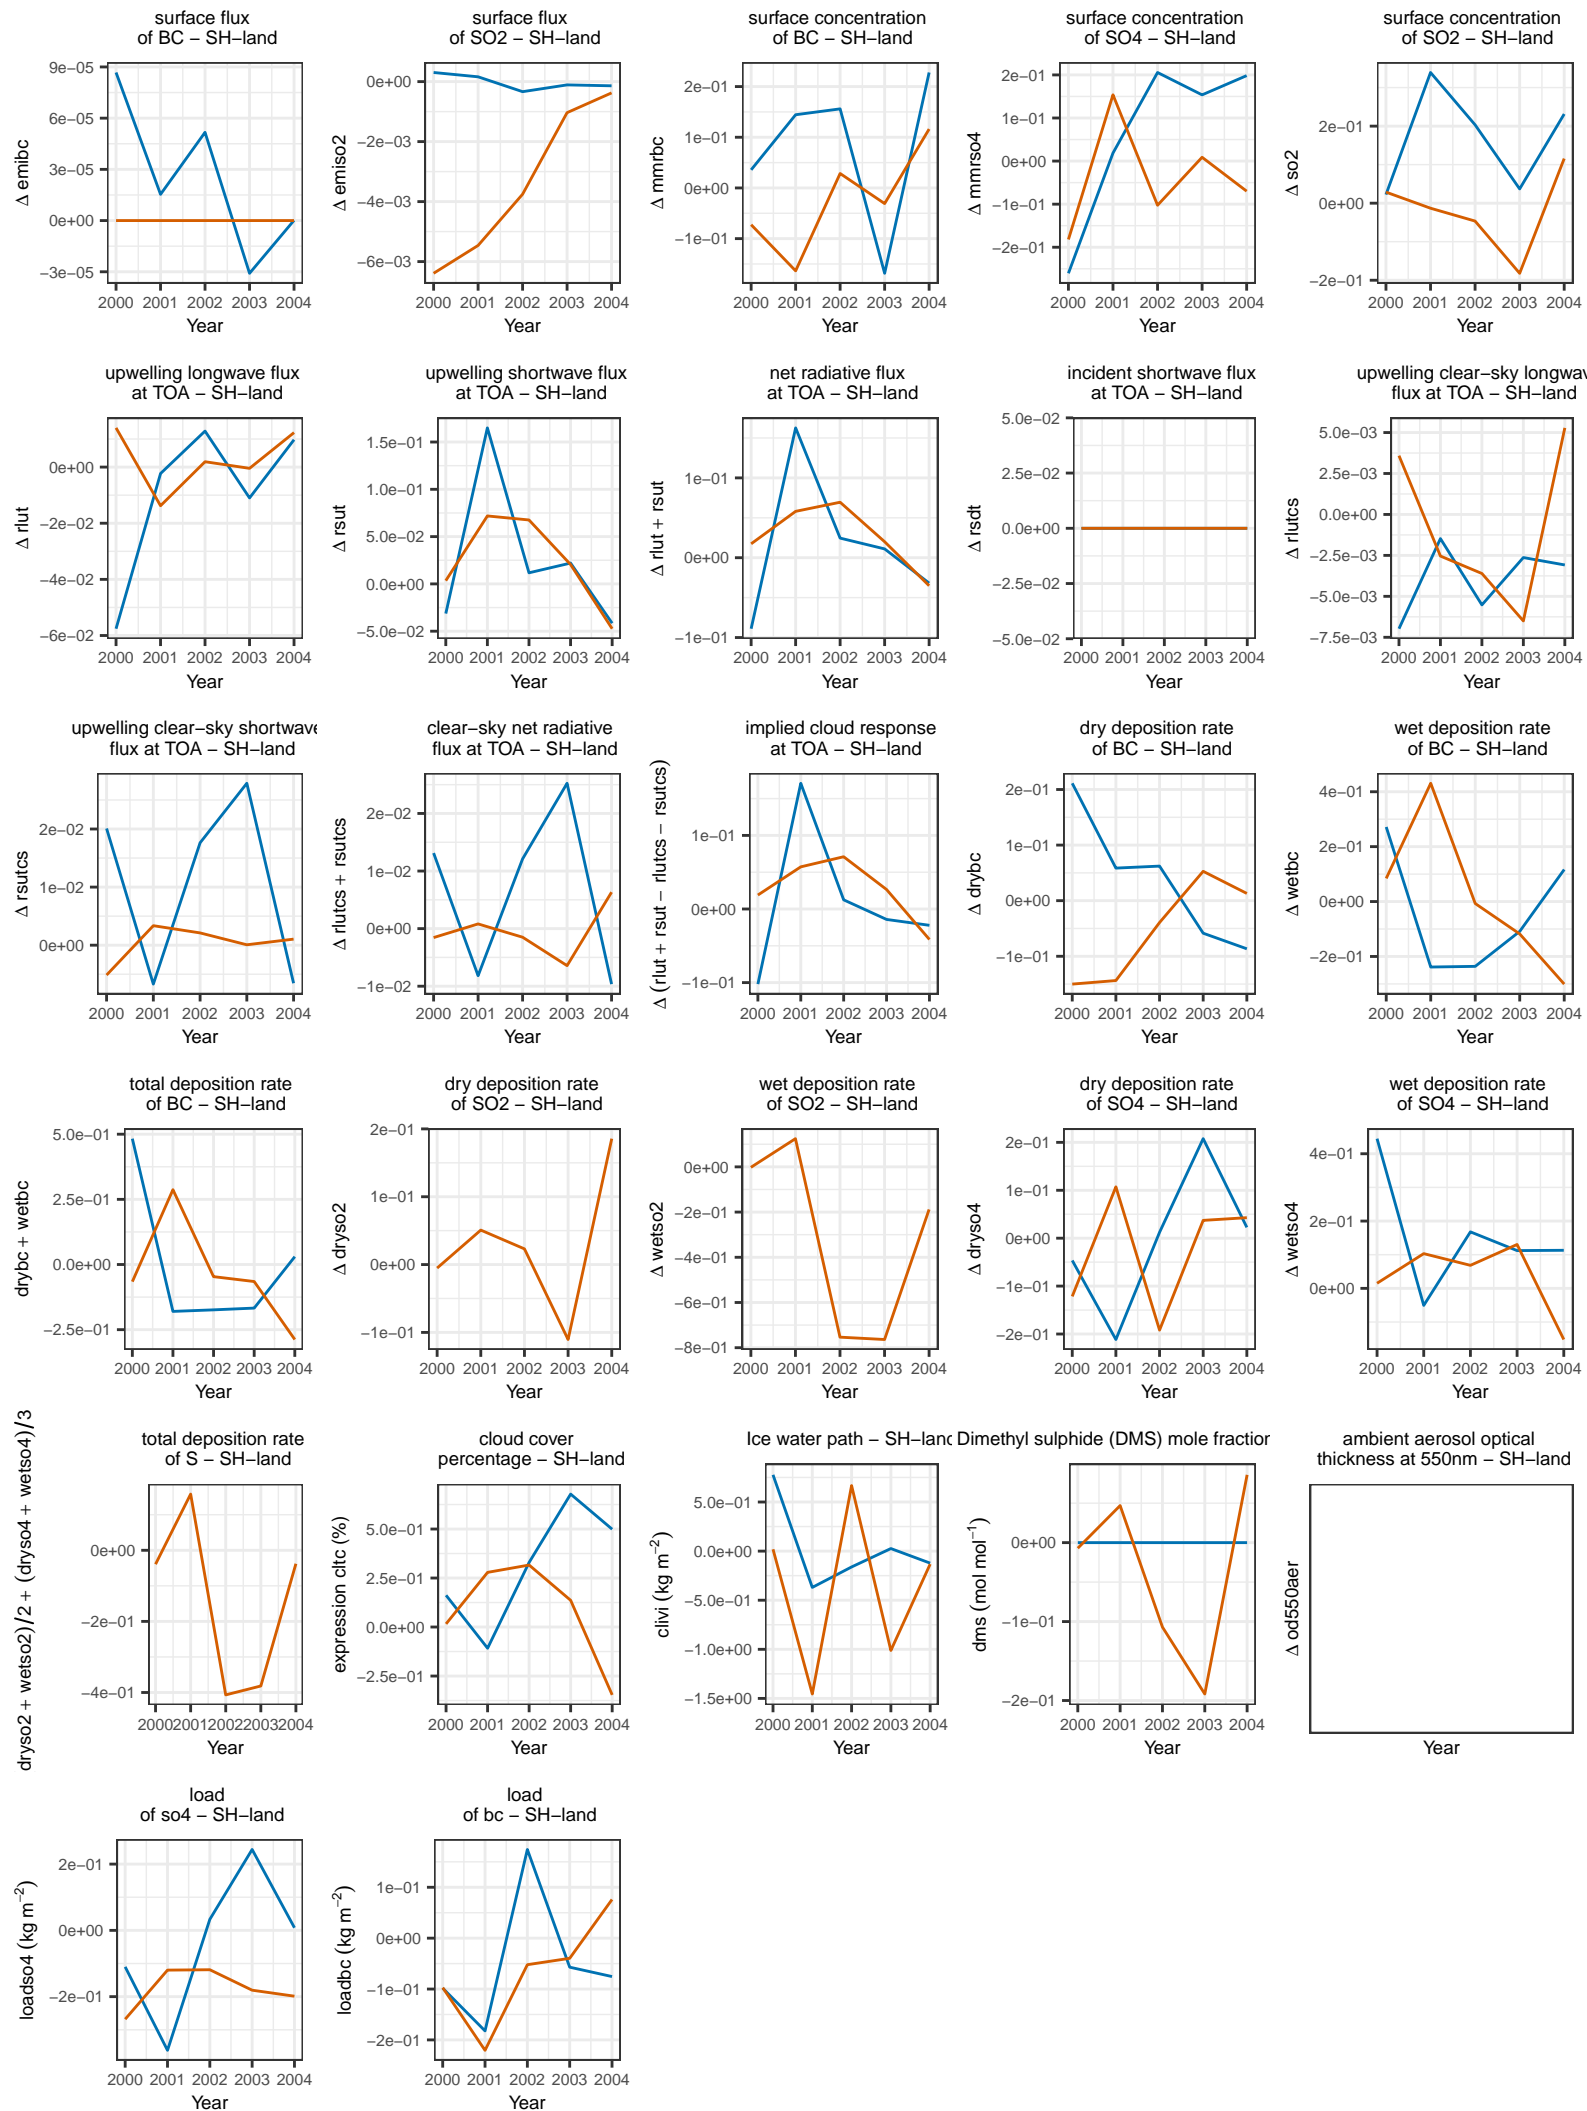 surface flux
of BC − SH−land
Δ emibc
9e−05
6e−05
3e−05
0e+00
−3e−05
2000 2001 2002 2003 2004
Year
surface flux
of SO2 − SH−land
Δ emiso2
0e+00
−2e−03
−4e−03
−6e−03
2000 2001 2002 2003 2004
Year
surface concentration
of BC − SH−land
Δ mmrbc
2e−01
1e−01
0e+00
−1e−01
2000 2001 2002 2003 2004
Year
surface concentration
of SO4 − SH−land
Δ mmrso4
2e−01
1e−01
0e+00
−1e−01
−2e−01
2000 2001 2002 2003 2004
Year
surface concentration
of SO2 − SH−land
Δ so2
2e−01
0e+00
−2e−01
2000 2001 2002 2003 2004
Year
upwelling longwave flux
at TOA − SH−land
Δ rlut
0e+00
−2e−02
−4e−02
−6e−02
2000 2001 2002 2003 2004
Year
upwelling shortwave flux
at TOA − SH−land
Δ rsut
1.5e−01
1.0e−01
5.0e−02
0.0e+00
−5.0e−02
2000 2001 2002 2003 2004
Year
net radiative flux
at TOA − SH−land
Δ rlut + rsut
1e−01
0e+00
−1e−01
2000 2001 2002 2003 2004
Year
incident shortwave flux
at TOA − SH−land
Δ rsdt
5.0e−02
2.5e−02
0.0e+00
−2.5e−02
−5.0e−02
2000 2001 2002 2003 2004
Year
upwelling clear−sky longwav
flux at TOA − SH−land
Δ rlutcs
5.0e−03
2.5e−03
0.0e+00
−2.5e−03
−5.0e−03
−7.5e−03
2000 2001 2002 2003 2004
Year
upwelling clear−sky shortwave
flux at TOA − SH−land
Δ rsutcs
2e−02
1e−02
0e+00
2000 2001 2002 2003 2004
Year
clear−sky net radiative
flux at TOA − SH−land
Δ rlutcs + rsutcs
2e−02
1e−02
0e+00
−1e−02
2000 2001 2002 2003 2004
Year
implied cloud response
at TOA − SH−land
Δ (rlut + rsut − rlutcs − rsutcs)
1e−01
0e+00
−1e−01
2000 2001 2002 2003 2004
Year
dry deposition rate
of BC − SH−land
Δ drybc
2e−01
1e−01
0e+00
−1e−01
2000 2001 2002 2003 2004
Year
wet deposition rate
of BC − SH−land
Δ wetbc
4e−01
2e−01
0e+00
−2e−01
2000 2001 2002 2003 2004
Year
total deposition rate
of BC − SH−land
drybc + wetbc
5.0e−01
2.5e−01
0.0e+00
−2.5e−01
2000 2001 2002 2003 2004
Year
dry deposition rate
of SO2 − SH−land
Δ dryso2
2e−01
1e−01
0e+00
−1e−01
2000 2001 2002 2003 2004
Year
wet deposition rate
of SO2 − SH−land
Δ wetso2
0e+00
−2e−01
−4e−01
−6e−01
−8e−01
2000 2001 2002 2003 2004
Year
dry deposition rate
of SO4 − SH−land
Δ dryso4
2e−01
1e−01
0e+00
−1e−01
−2e−01
2000 2001 2002 2003 2004
Year
wet deposition rate
of SO4 − SH−land
Δ wetso4
4e−01
2e−01
0e+00
2000 2001 2002 2003 2004
Year
total deposition rate
of S − SH−land
dryso2 + wetso2)/2 + (dryso4 + wetso4)/3
0e+00
−2e−01
−4e−01
2000 2001 2002 2003 2004
Year
cloud cover
percentage − SH−land
expression cltc (%)
5.0e−01
2.5e−01
0.0e+00
−2.5e−01
2000 2001 2002 2003 2004
Year
Ice water path − SH−land
clivi (kg m−2)
5.0e−01
0.0e+00
−5.0e−01
−1.0e+00
−1.5e+00
2000 2001 2002 2003 2004
Year
Dimethyl sulphide (DMS) mole fraction
dms (mol mol−1)
0e+00
−1e−01
−2e−01
2000 2001 2002 2003 2004
Year
ambient aerosol optical
thickness at 550nm − SH−land
Δ od550aer
Year
load
of so4 − SH−land
loadso4 (kg m−2)
2e−01
0e+00
−2e−01
2000 2001 2002 2003 2004
Year
load
of bc − SH−land
loadbc (kg m−2)
1e−01
0e+00
−1e−01
−2e−01
2000 2001 2002 2003 2004
Year